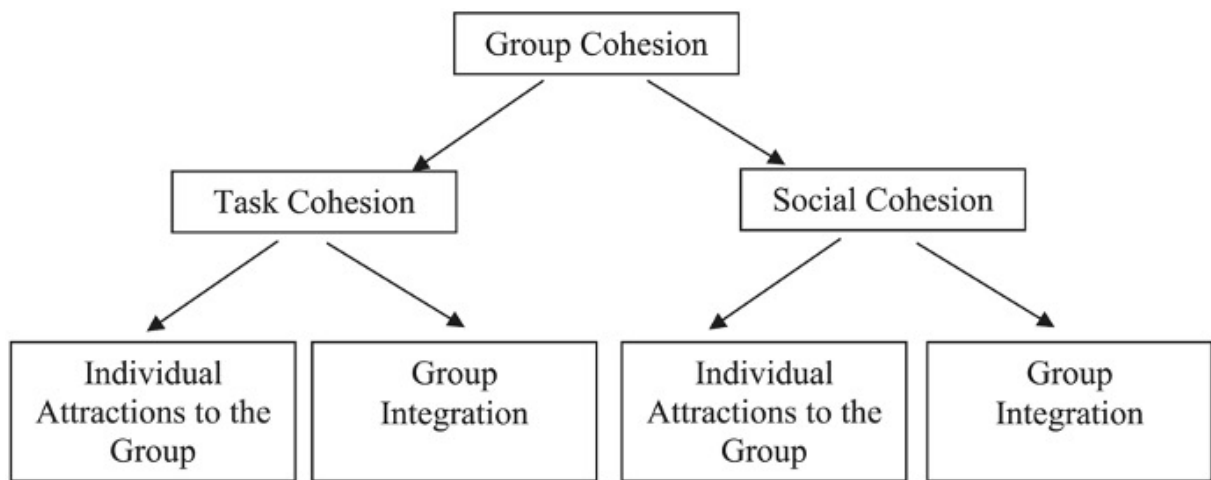 Group Cohesion
Task Cohesion
Social Cohesion
Individual
Attractions to the
Group
Group
Integration
Individual
Attractions to the
Group
Group
Integration